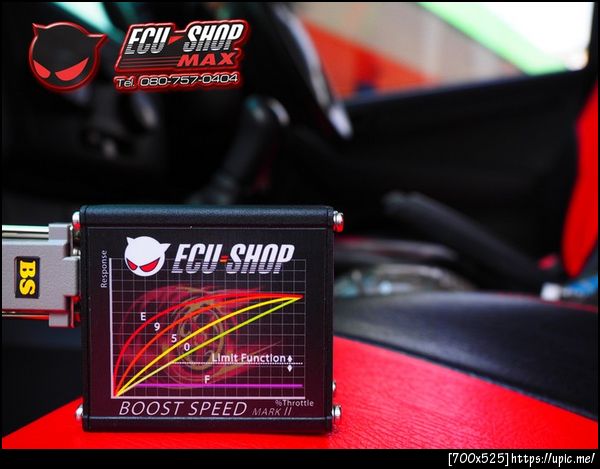 ECU-SHOP
MAX
Tel. 080-757-0404
BS
ECU-SHOP
Response
E
9
5
0
Limit Function
F
%Throttle
BOOST SPEED MARK II
[700x525]https://upic.me/